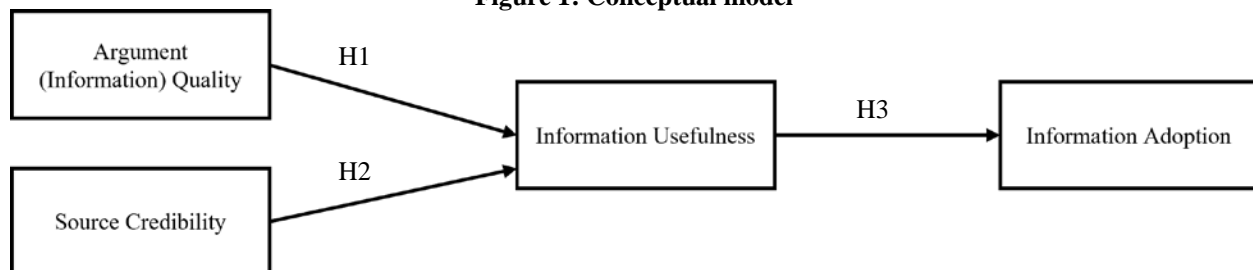 Figure 1: Conceptual model
Argument
(Information) Quality
H1
Information Usefulness
H3
Information Adoption
H2
Source Credibility